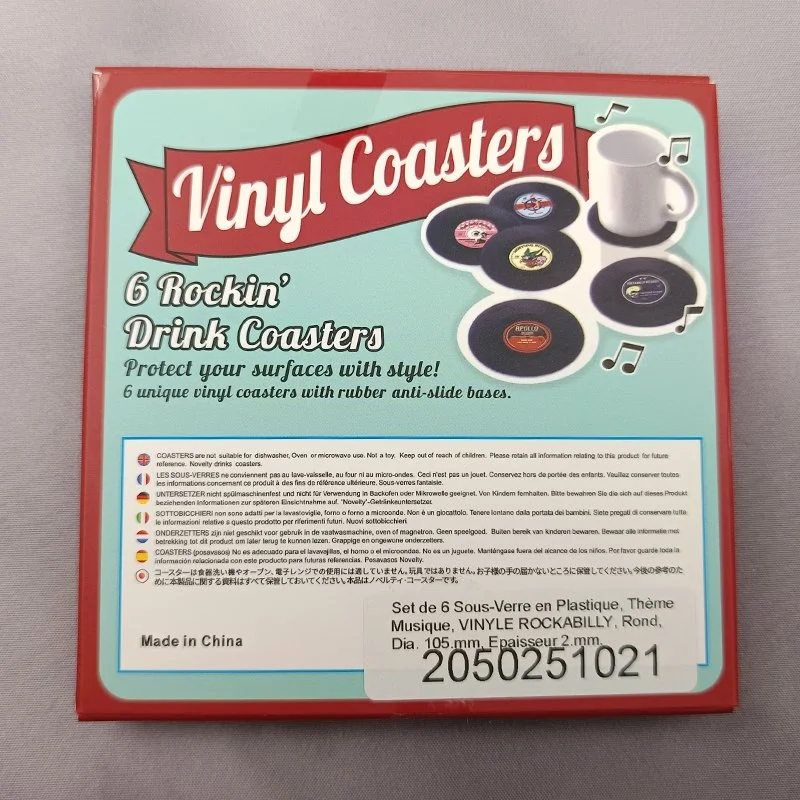 Vinyl Coasters
6 Rockin'
Drink Coasters
Protect your surfaces with style!
6 unique vinyl coasters with rubber anti-slide bases.
APOLLO
COASTERS are not suitable for dishwasher, Oven or microwave use. Not a toy. Keep out of reach of children. Please retain all information relating to this product for future
reference. Novelty drinks coasters.
LES SOUS-VERRES ne conviennent pas au lave-vaisselle, au four ni au micro-ondes. Ceci n'est pas un jouet. Conservez hors de portée des enfants. Veuillez conserver toutes
les informations concernant ce produit à des fins de référence ultérieure. Sous-verres fantaisie.
UNTERSETZER nicht spülmaschinenfest und nicht für Verwendung in Backofen oder Mikrowelle geeignet. Von Kindern fernhalten. Bitte bewahren Sie die sich auf dieses Produkt
beziehenden Informationen zur späteren Einsichtnahme auf. 'Novelty'-Getränkeuntersetzer.
SOTTOBICCHIERI non sono adatti per la lavastoviglie, forno o forno a microonde. Non è un giocattolo. Tenere lontano dalla portata dei bambini. Siete pregati di conservare tutte
le informazioni relative a questo prodotto per riferimenti futuri. Nuovi sottobicchieri.
ONDERZETTERS zijn niet geschikt voor gebruik in de vaatwasmachine, oven of magnetron. Geen speelgoed. Buiten bereik van kinderen bewaren. Bewaar alle informatie met
betrekking tot dit product om later terug te kunnen lezen. Grappige en ongewone onderzetters.
COASTERS (posavasos) No es adecuado para el lavavajillas, el horno o el microondas. No es un juguete. Manténgase fuera del alcance de los niños. Por favor guarde toda la
información relacionada con este producto para futuras referencias. Posavasos Novelty.
コースターは食器洗い機やオーブン、電子レンジでの使用には適していません。玩具ではありません。お子様の手の届かないところに保管してください。今後の参考のた
めに本製品に関する資料はすべて保管しておいてください。本品はノベルティ・コースターです。
Made in China
Set de 6 Sous-Verre en Plastique, Thème
Musique, VINYLE ROCKABILLY, Rond,
Dia. 105 mm, Epaisseur 2 mm,
2050251021